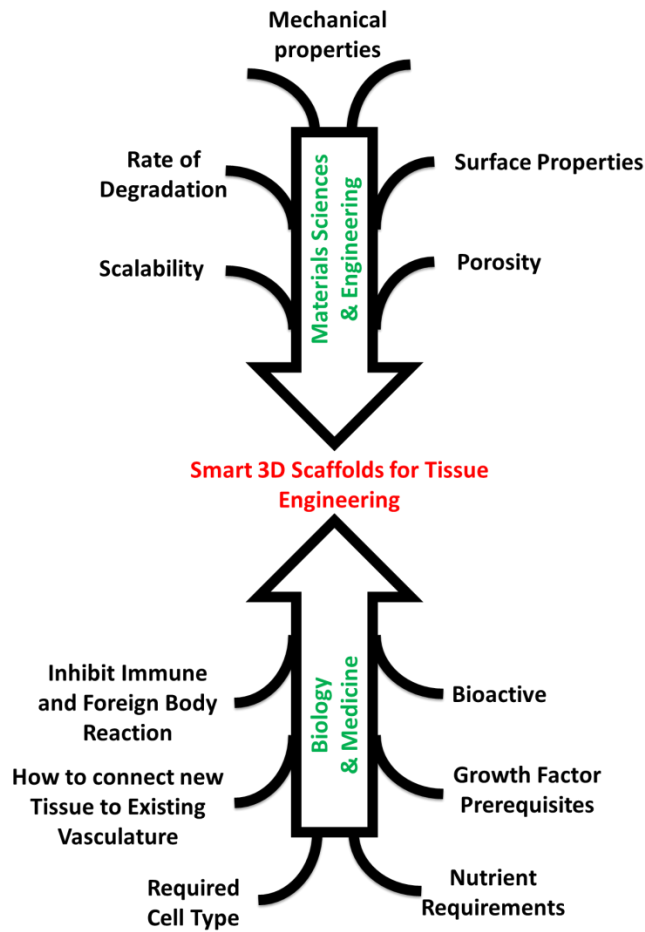 Mechanical
properties
Rate of
Degradation
Surface Properties
Scalability
Porosity
Materials Sciences
& Engineering
Smart 3D Scaffolds for Tissue
Engineering
Biology
& Medicine
Inhibit Immune
and Foreign Body
Reaction
Bioactive
How to connect new
Tissue to Existing
Vasculature
Growth Factor
Prerequisites
Required
Cell Type
Nutrient
Requirements